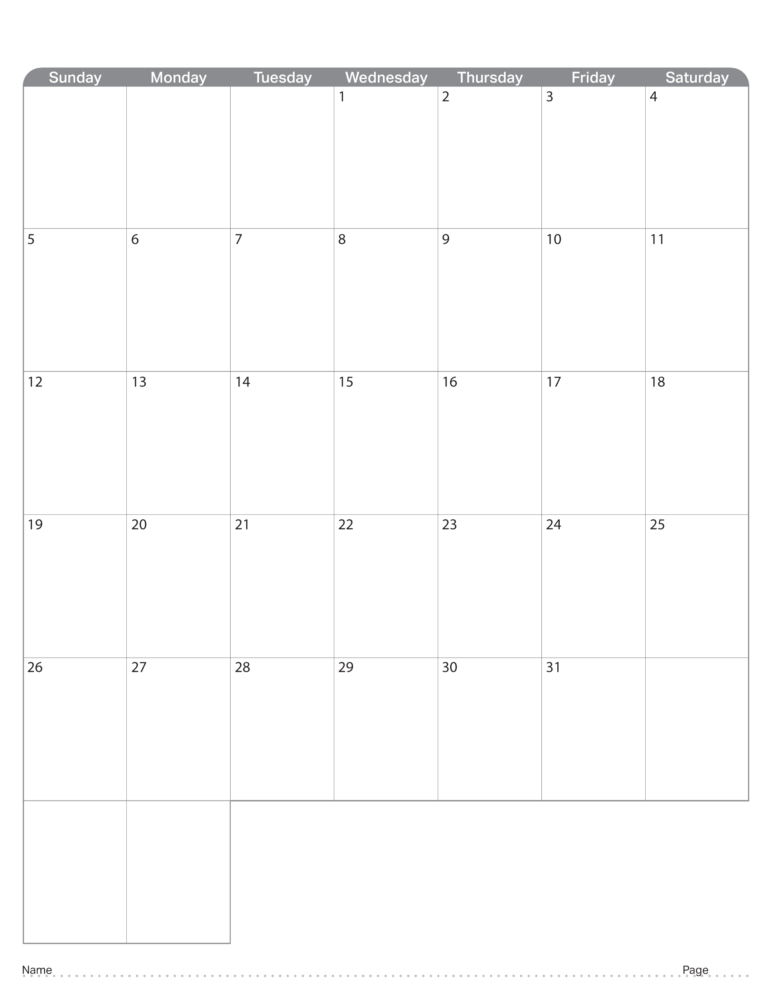 Sunday Monday Tuesday Wednesday Thursday Friday Saturday
1 2 3 4
5 6 7 8 9 10 11
12 13 14 15 16 17 18
19 20 21 22 23 24 25
26 27 28 29 30 31
Name Page